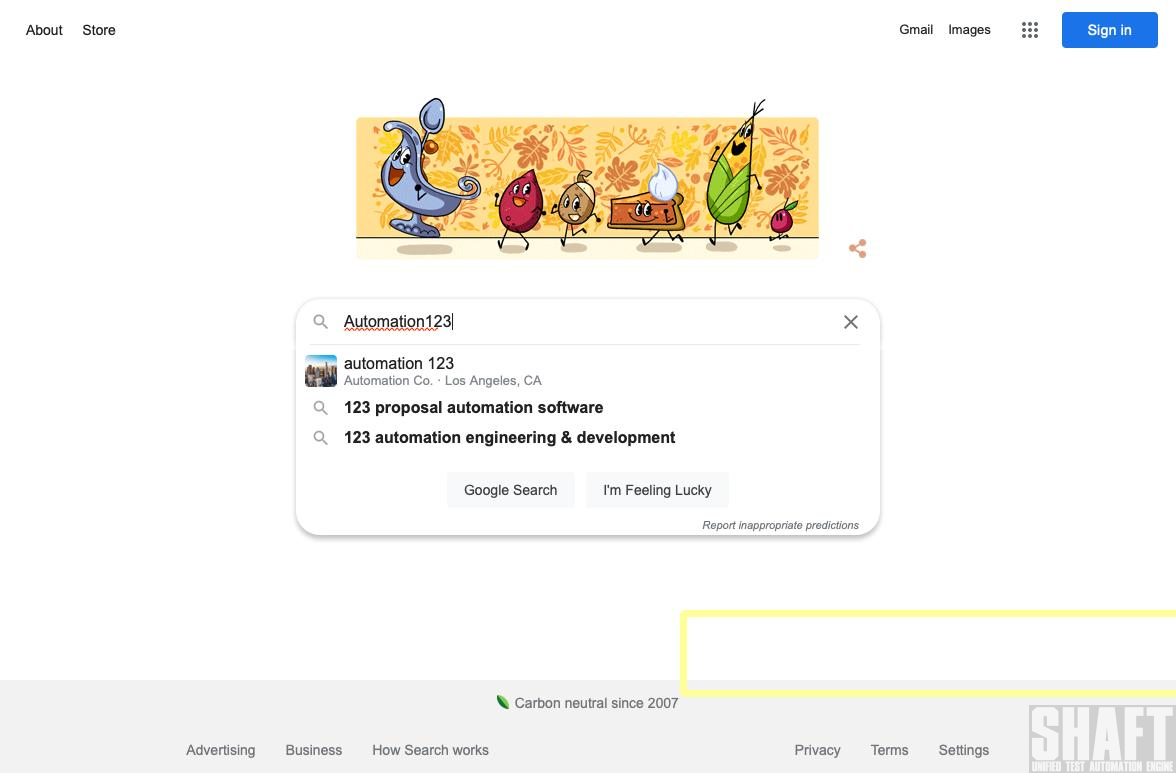 About Store Gmail Images Sign in
Automation123
automation 123
Automation Co. · Los Angeles, CA
123 proposal automation software
123 automation engineering & development
Google Search I'm Feeling Lucky
Report inappropriate predictions
Carbon neutral since 2007
Advertising Business How Search works Privacy Terms Settings
SHAFT
UNIFIED TEST AUTOMATION ENGINE